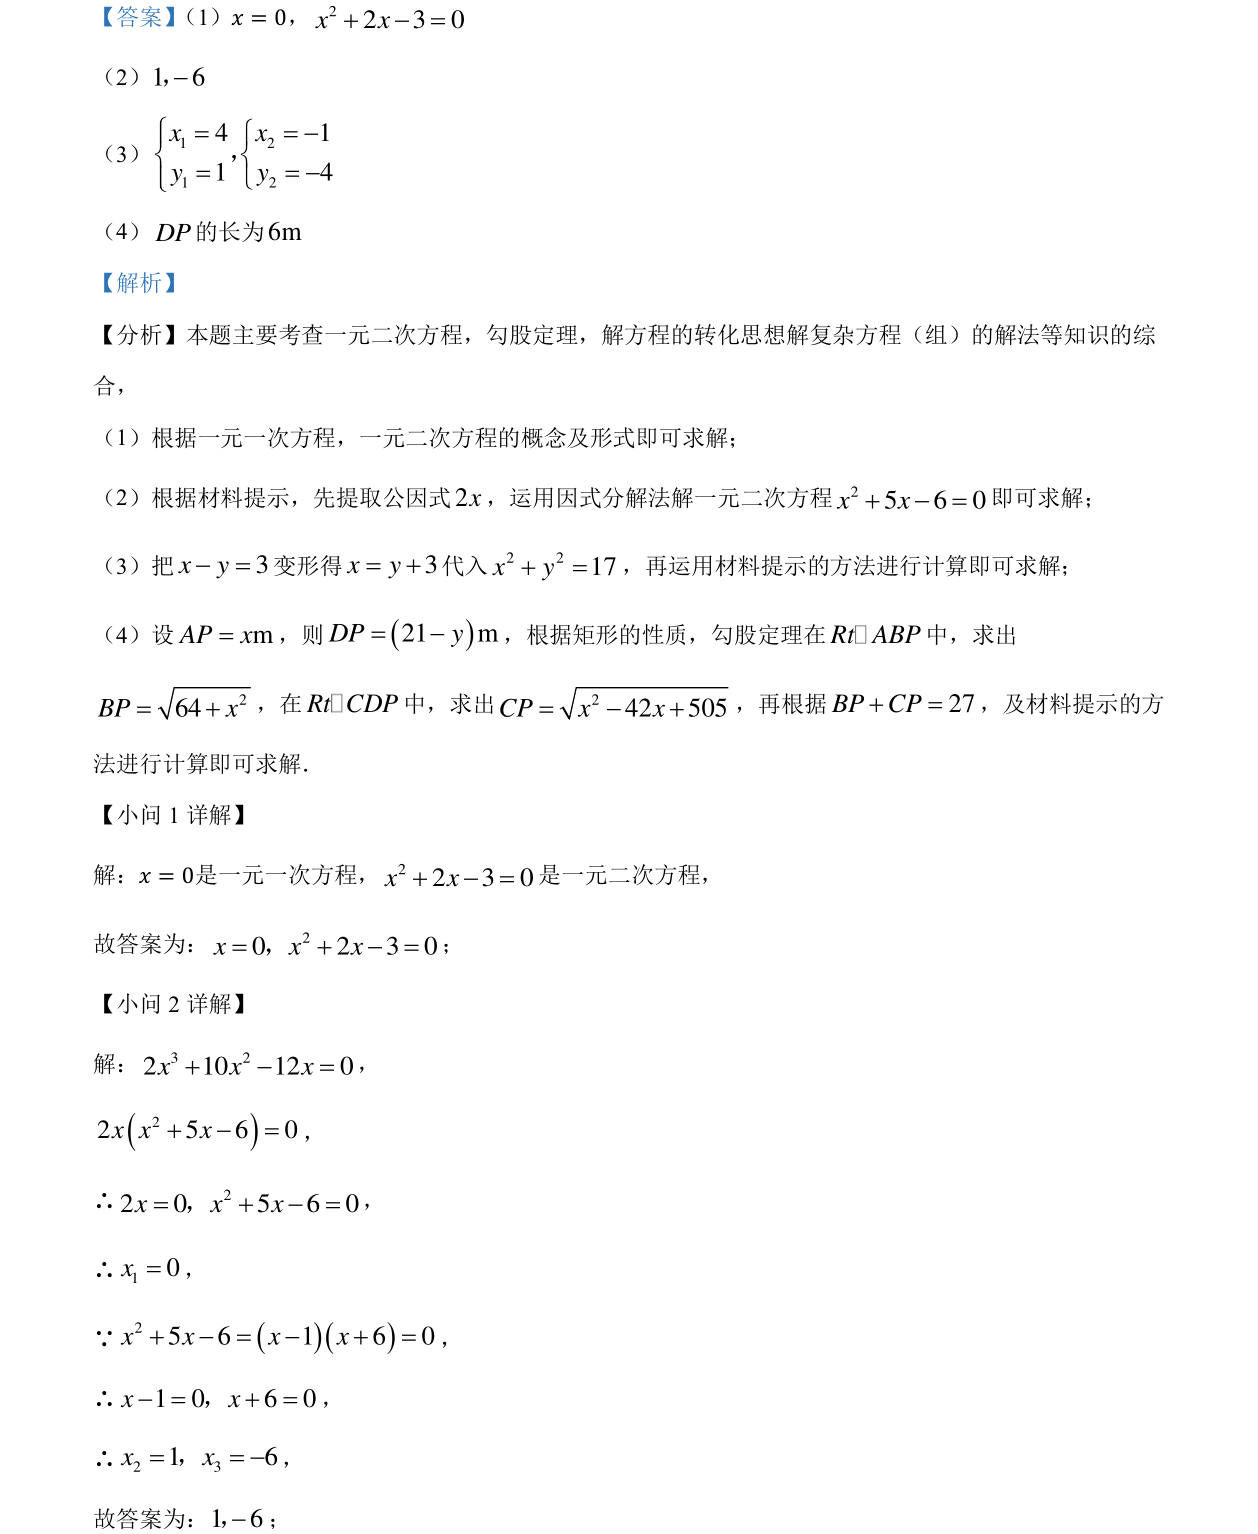 【答案】（1）x = 0， x² + 2x − 3 = 0
（2）1，− 6
（3）{x₁ = 4, y₁ = 1，{x₂ = −1, y₂ = −4
（4）DP 的长为 6m
【解析】
【分析】本题主要考查一元二次方程，勾股定理，解方程的转化思想解复杂方程（组）的解法等知识的综
合，
（1）根据一元一次方程，一元二次方程的概念及形式即可求解；
（2）根据材料提示，先提取公因式 2x，运用因式分解法解一元二次方程 x² + 5x − 6 = 0 即可求解；
（3）把 x − y = 3 变形得 x = y + 3 代入 x² + y² = 17，再运用材料提示的方法进行计算即可求解；
（4）设 AP = xm，则 DP = (21 − y)m，根据矩形的性质，勾股定理在 Rt□ABP 中，求出
BP = √(64 + x²)，在 Rt□CDP 中，求出 CP = √(x² − 42x + 505)，再根据 BP + CP = 27，及材料提示的方
法进行计算即可求解．
【小问 1 详解】
解：x = 0是一元一次方程， x² + 2x − 3 = 0 是一元二次方程，
故答案为： x = 0，x² + 2x − 3 = 0；
【小问 2 详解】
解： 2x³ + 10x² − 12x = 0，
2x(x² + 5x − 6) = 0，
∴ 2x = 0，x² + 5x − 6 = 0，
∴ x₁ = 0，
∵ x² + 5x − 6 = (x − 1)(x + 6) = 0，
∴ x − 1 = 0，x + 6 = 0，
∴ x₂ = 1，x₃ = −6，
故答案为：1，− 6；